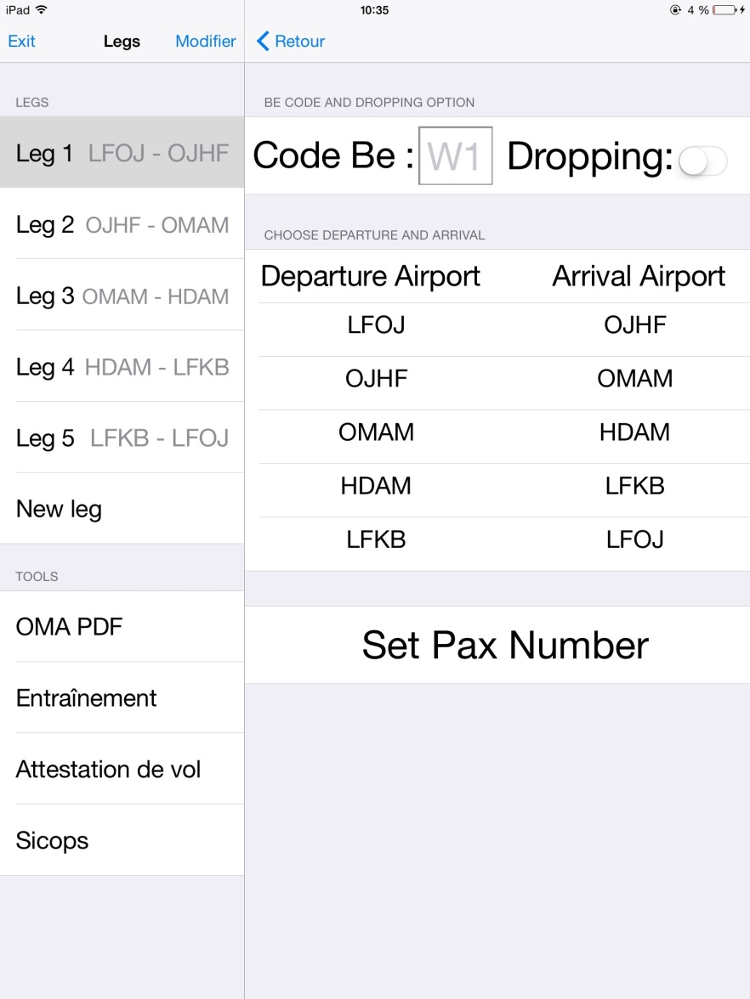 iPad 10:35 4 %
Exit Legs Modifier
Retour
LEGS
Leg 1 LFOJ - OJHF
Leg 2 OJHF - OMAM
Leg 3 OMAM - HDAM
Leg 4 HDAM - LFKB
Leg 5 LFKB - LFOJ
New leg
TOOLS
OMA PDF
Entraînement
Attestation de vol
Sicops
BE CODE AND DROPPING OPTION
Code Be : W1 Dropping:
CHOOSE DEPARTURE AND ARRIVAL
Departure Airport Arrival Airport
LFOJ OJHF
OJHF OMAM
OMAM HDAM
HDAM LFKB
LFKB LFOJ
Set Pax Number